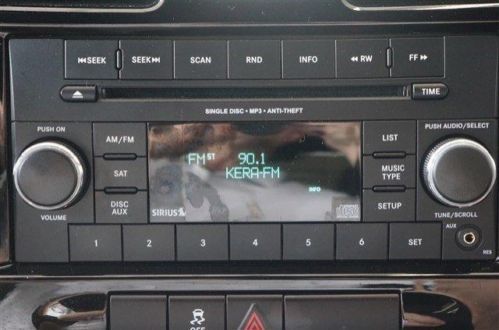 ⏮SEEK SEEK⏭ SCAN RND INFO ◀◀ RW FF ▶▶
TIME
SINGLE DISC • MP3 • ANTI-THEFT
PUSH ON
PUSH AUDIO/SELECT
AM/FM
LIST
FM ST 90.1
KERA-FM
SAT
MUSIC
TYPE
INFO
DISC
AUX
SETUP
SIRIUS
VOLUME
TUNE/SCROLL
AUX
1 2 3 4 5 6 SET
RES
OFF